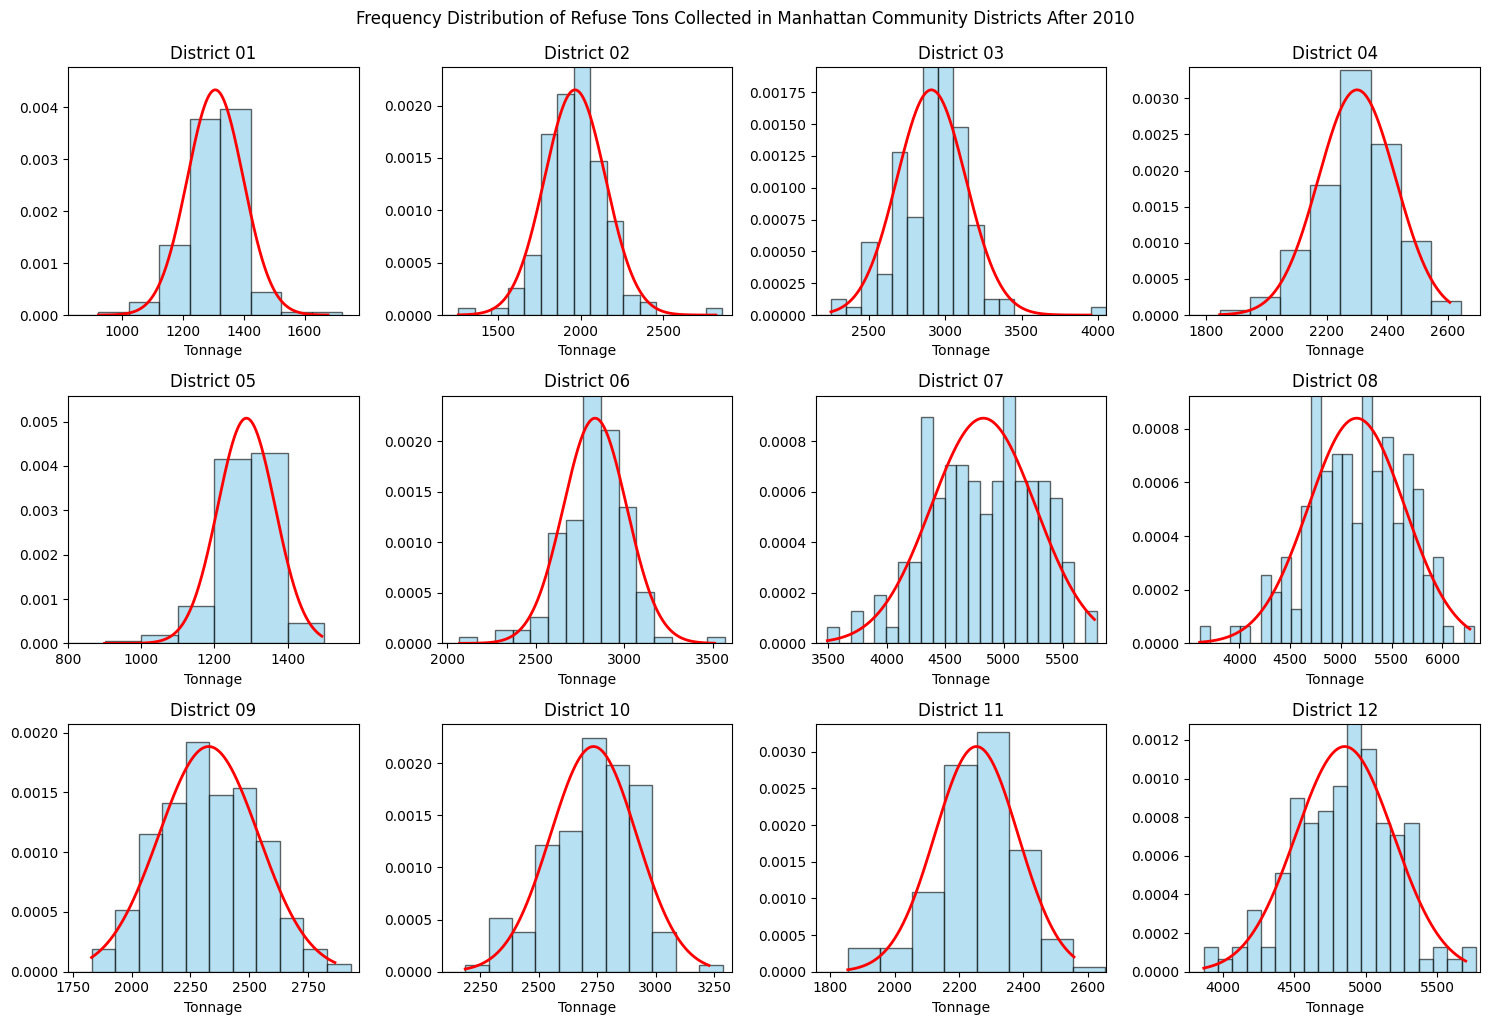 Frequency Distribution of Refuse Tons Collected in Manhattan Community Districts After 2010
District 01
0.004
0.003
0.002
0.001
0.000
1000 1200 1400 1600
Tonnage
District 02
0.0020
0.0015
0.0010
0.0005
0.0000
1500 2000 2500
Tonnage
District 03
0.00175
0.00150
0.00125
0.00100
0.00075
0.00050
0.00025
0.00000
2500 3000 3500 4000
Tonnage
District 04
0.0030
0.0025
0.0020
0.0015
0.0010
0.0005
0.0000
1800 2000 2200 2400 2600
Tonnage
District 05
0.005
0.004
0.003
0.002
0.001
0.000
800 1000 1200 1400
Tonnage
District 06
0.0020
0.0015
0.0010
0.0005
0.0000
2000 2500 3000 3500
Tonnage
District 07
0.0008
0.0006
0.0004
0.0002
0.0000
3500 4000 4500 5000 5500
Tonnage
District 08
0.0008
0.0006
0.0004
0.0002
0.0000
4000 4500 5000 5500 6000
Tonnage
District 09
0.0020
0.0015
0.0010
0.0005
0.0000
1750 2000 2250 2500 2750
Tonnage
District 10
0.0020
0.0015
0.0010
0.0005
0.0000
2250 2500 2750 3000 3250
Tonnage
District 11
0.0030
0.0025
0.0020
0.0015
0.0010
0.0005
0.0000
1800 2000 2200 2400 2600
Tonnage
District 12
0.0012
0.0010
0.0008
0.0006
0.0004
0.0002
0.0000
4000 4500 5000 5500
Tonnage